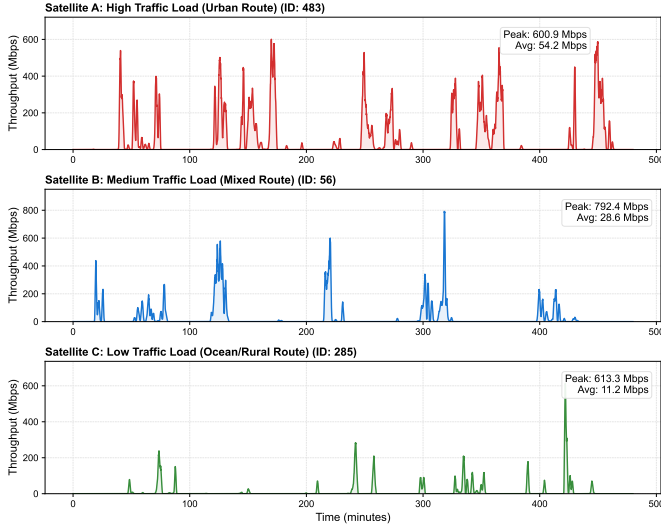 Satellite A: High Traffic Load (Urban Route) (ID: 483)
Throughput (Mbps)
600
400
200
0
Peak: 600.9 Mbps
Avg: 54.2 Mbps
0
100
200
300
400
500
Satellite B: Medium Traffic Load (Mixed Route) (ID: 56)
Throughput (Mbps)
800
600
400
200
0
Peak: 792.4 Mbps
Avg: 28.6 Mbps
0
100
200
300
400
500
Satellite C: Low Traffic Load (Ocean/Rural Route) (ID: 285)
Throughput (Mbps)
600
400
200
0
Peak: 613.3 Mbps
Avg: 11.2 Mbps
0
100
200
300
400
500
Time (minutes)